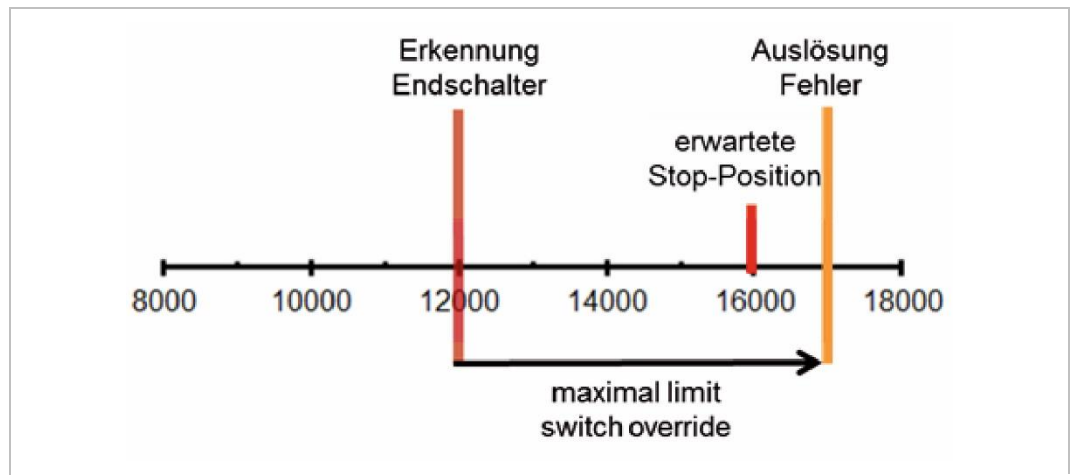 Erkennung
Endschalter
Auslösung
Fehler
erwartete
Stop-Position
8000 10000 12000 14000 16000 18000
maximal limit
switch override